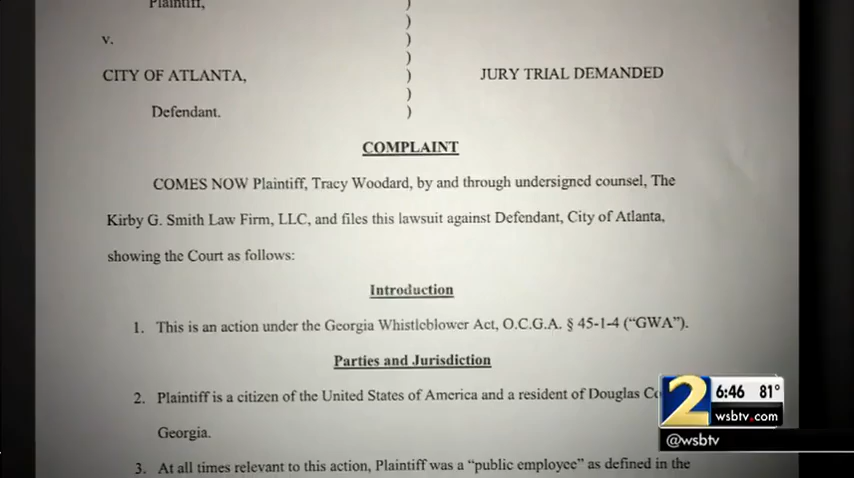 Plaintiff, )
)
v. )
)
CITY OF ATLANTA, ) JURY TRIAL DEMANDED
)
Defendant. )
COMPLAINT
COMES NOW Plaintiff, Tracy Woodard, by and through undersigned counsel, The
Kirby G. Smith Law Firm, LLC, and files this lawsuit against Defendant, City of Atlanta,
showing the Court as follows:
Introduction
1. This is an action under the Georgia Whistleblower Act, O.C.G.A. § 45-1-4 (“GWA”).
Parties and Jurisdiction
2. Plaintiff is a citizen of the United States of America and a resident of Douglas
Georgia.
3. At all times relevant to this action, Plaintiff was a “public employee” as defined in the
2 6:46 81°
wsbtv.com
@wsbtv